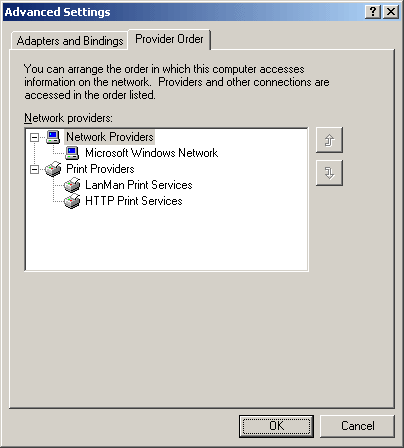 Advanced Settings
Adapters and Bindings Provider Order
You can arrange the order in which this computer accesses
information on the network. Providers and other connections are
accessed in the order listed.
Network providers:
Network Providers
Microsoft Windows Network
Print Providers
LanMan Print Services
HTTP Print Services
OK Cancel